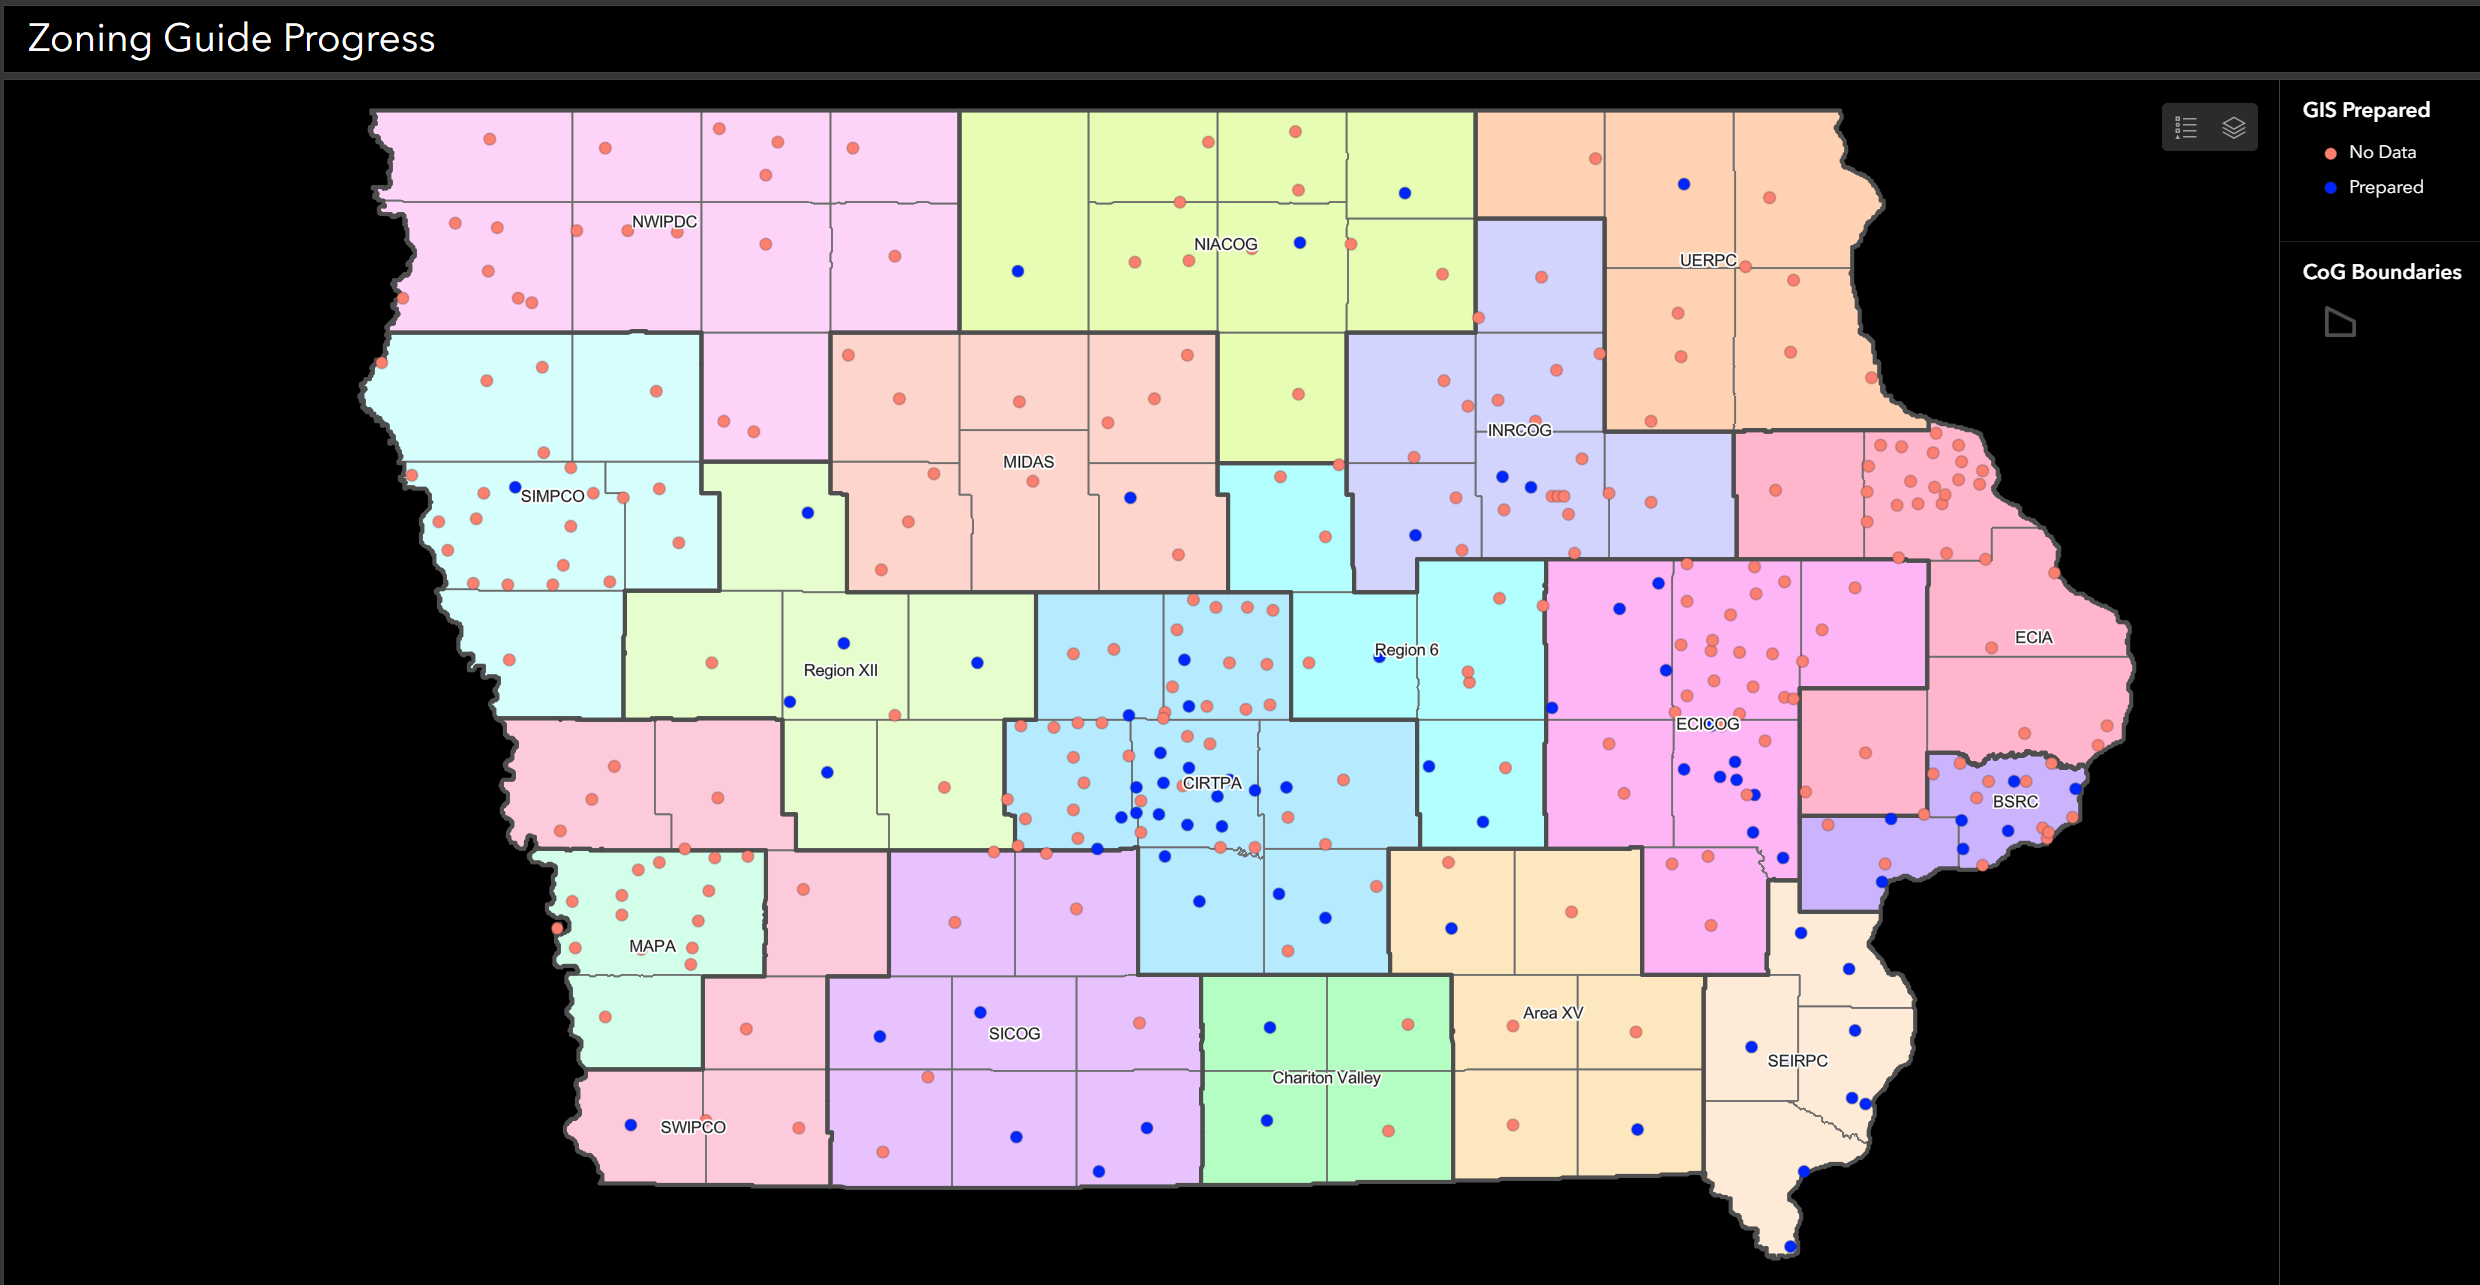 Zoning Guide Progress
GIS Prepared
No Data
Prepared
CoG Boundaries
NWIPDC
NIACOG
UERPC
INRCOG
MIDAS
SIMPCO
ECIA
Region 6
Region XII
ECICOG
CIRTPA
BSRC
MAPA
Area XV
SICOG
SEIRPC
Chariton Valley
SWIPCO